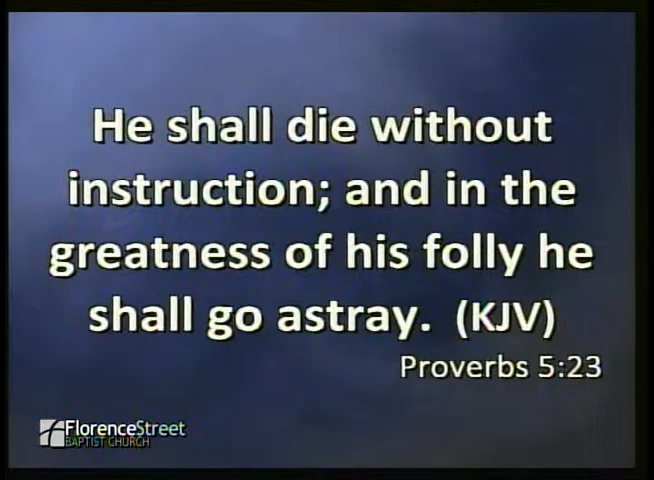 He shall die without
instruction; and in the
greatness of his folly he
shall go astray. (KJV)
Proverbs 5:23
FlorenceStreet
BAPTIST CHURCH